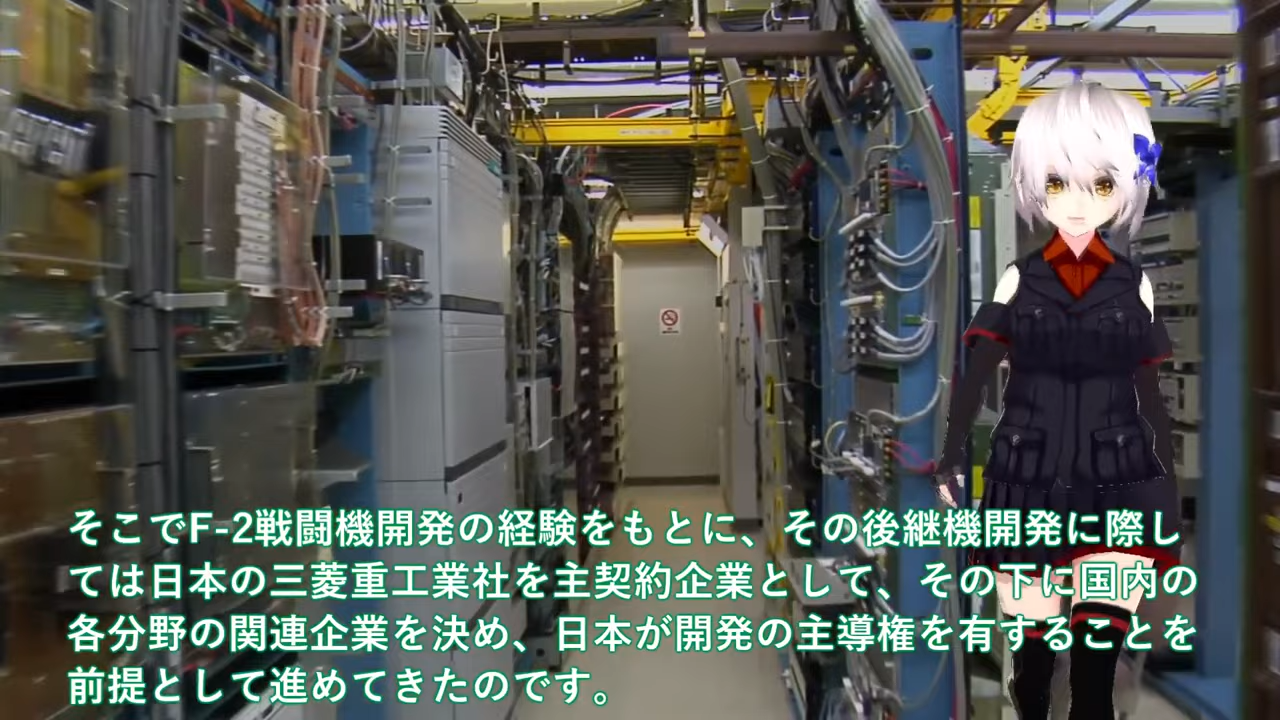 そこでF-2戦闘機開発の経験をもとに、その後継機開発に際し
ては日本の三菱重工業社を主契約企業として、その下に国内の
各分野の関連企業を決め、日本が開発の主導権を有することを
前提として進めてきたのです。